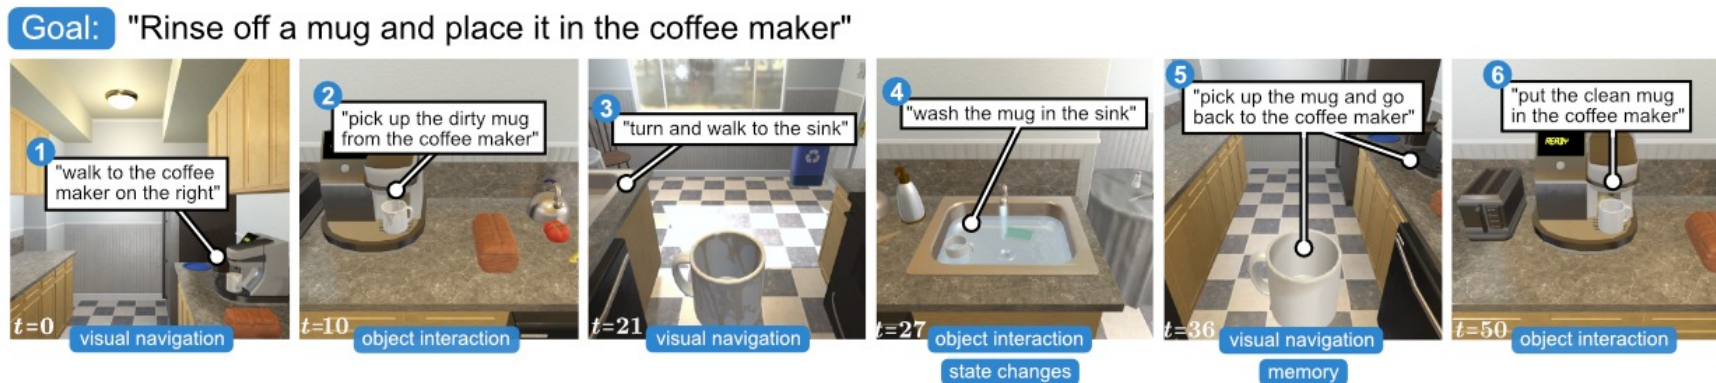 Goal: "Rinse off a mug and place it in the coffee maker"
1
"walk to the coffee
maker on the right"
t=0
visual navigation
2
"pick up the dirty mug
from the coffee maker"
t=10
object interaction
3
"turn and walk to the sink"
t=21
visual navigation
4
"wash the mug in the sink"
t=27
object interaction
state changes
5
"pick up the mug and go
back to the coffee maker"
t=36
visual navigation
memory
6
"put the clean mug
in the coffee maker"
READY
t=50
object interaction